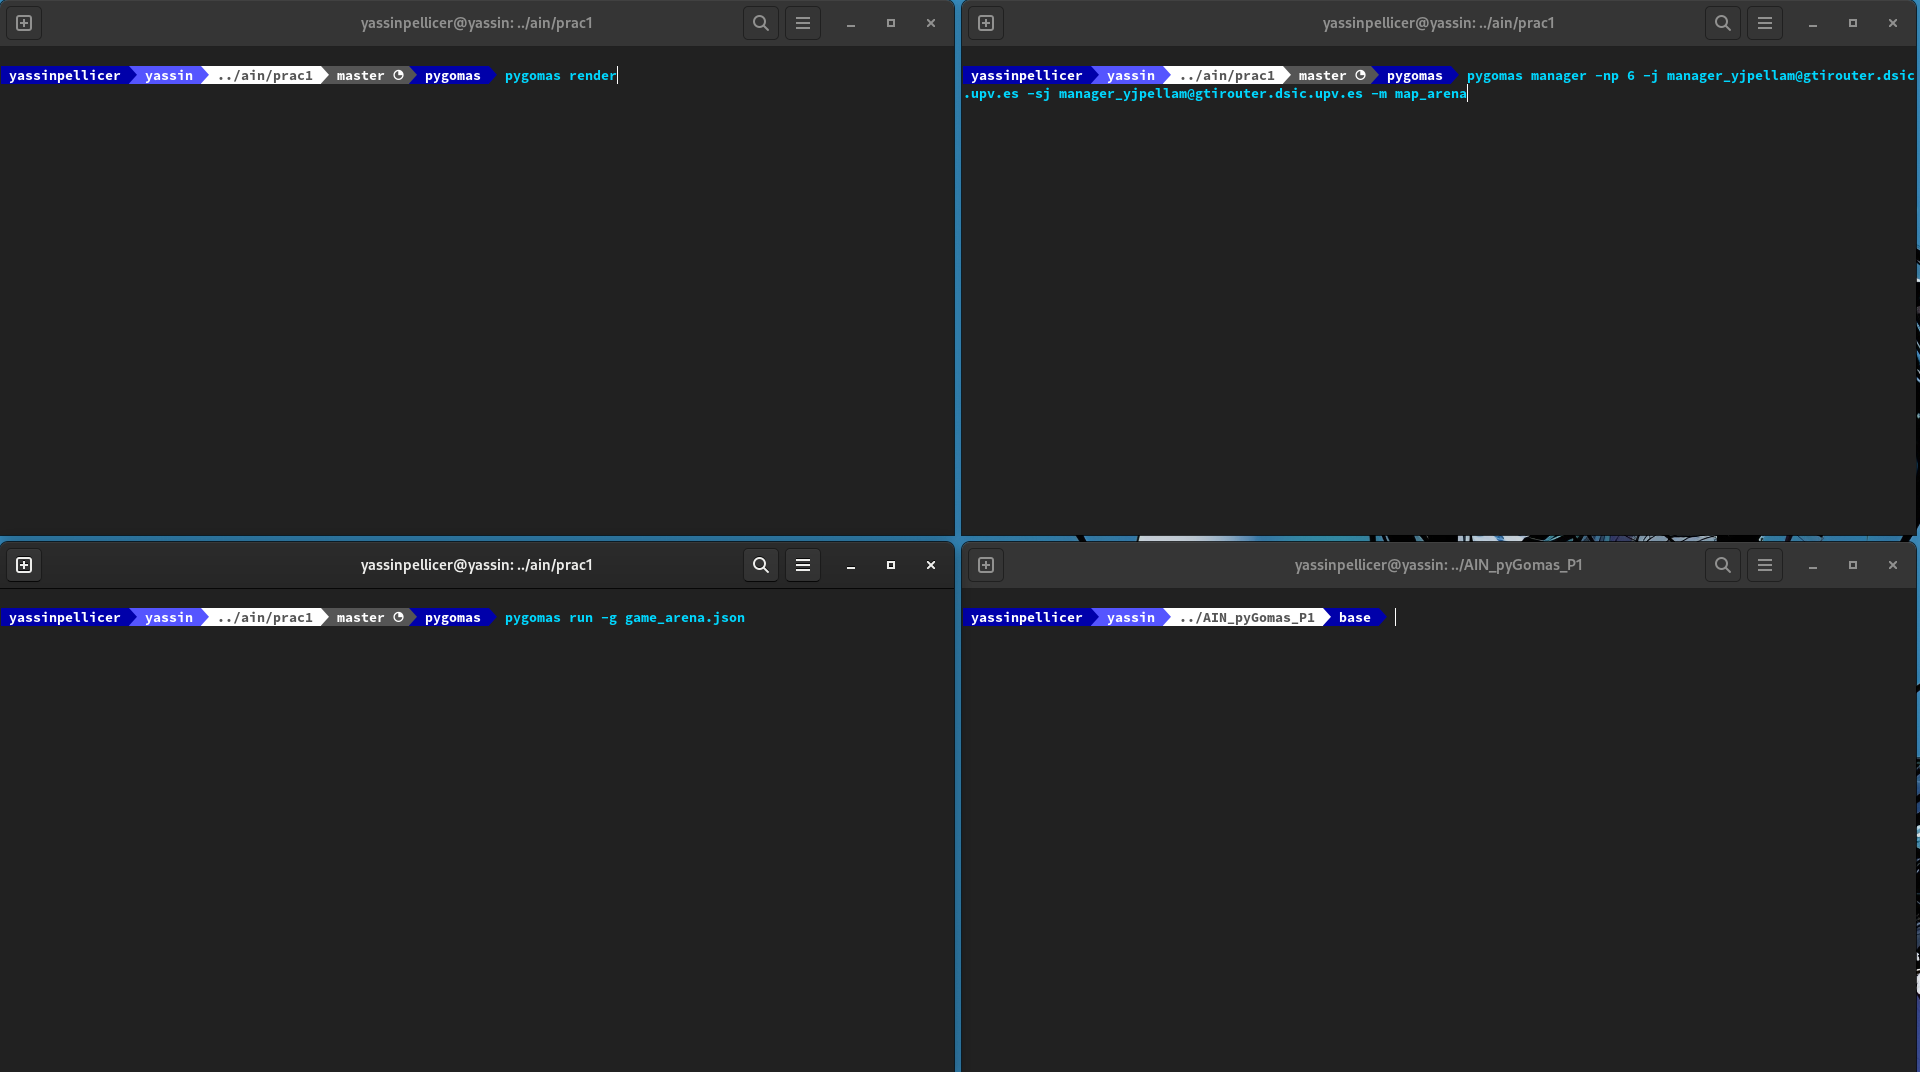 yassinpellicer@yassin: ../ain/prac1
yassinpellicer yassin ../ain/prac1 master pygomas pygomas render
yassinpellicer@yassin: ../ain/prac1
yassinpellicer yassin ../ain/prac1 master pygomas pygomas manager -np 6 -j manager_yjpellam@gtirouter.dsic
.upv.es -sj manager_yjpellam@gtirouter.dsic.upv.es -m map_arena
yassinpellicer@yassin: ../ain/prac1
yassinpellicer yassin ../ain/prac1 master pygomas pygomas run -g game_arena.json
yassinpellicer@yassin: ../AIN_pyGomas_P1
yassinpellicer yassin ../AIN_pyGomas_P1 base